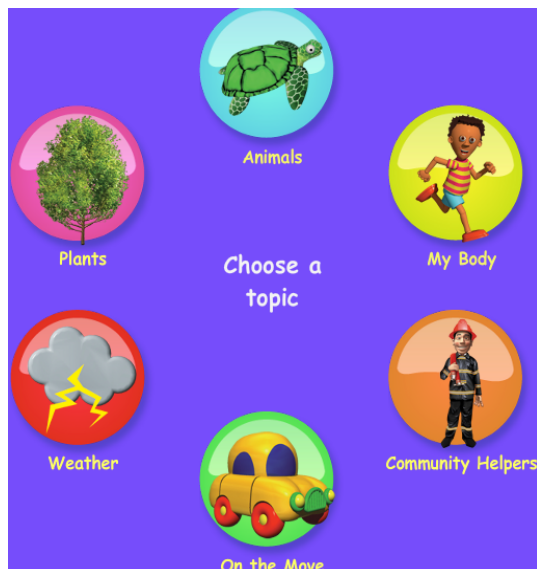 Animals
Plants
My Body
Choose a
topic
Weather
Community Helpers
On the Move